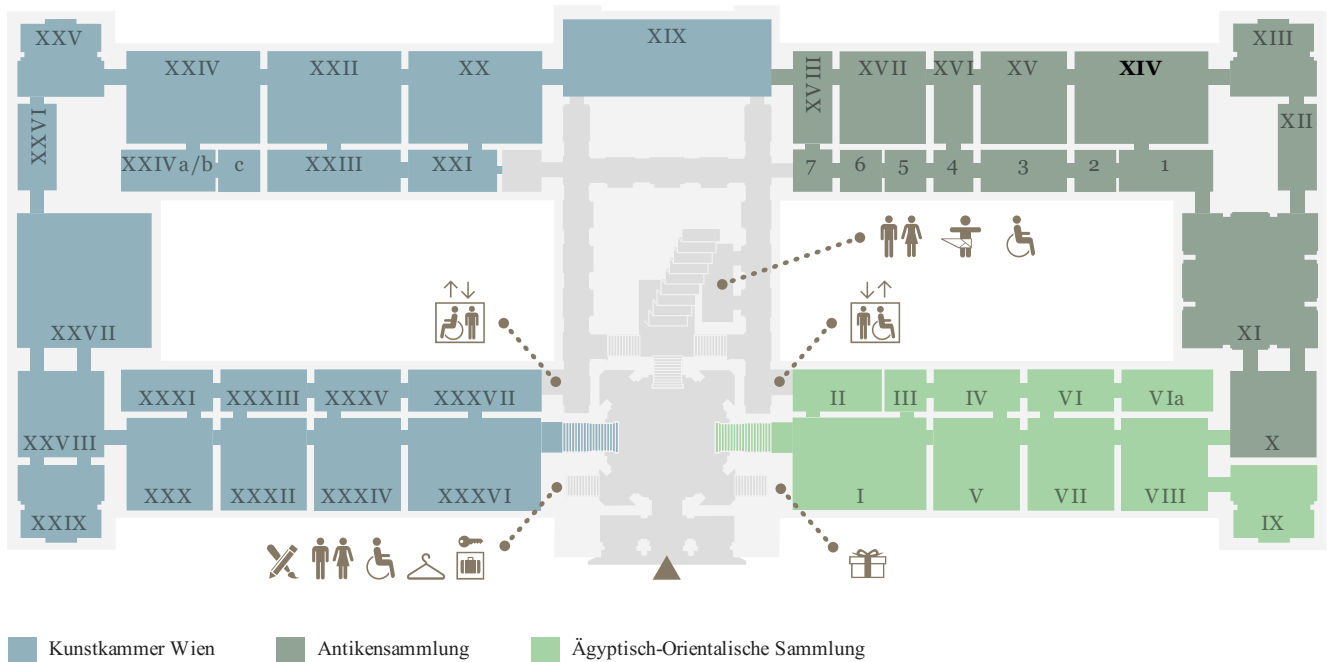 XXV XXIV XXII XX XIX XVIII XVII XVI XV XIV XIII
XXVI XII
XXIVa/b c XXIII XXI 7 6 5 4 3 2 1
XXVII XI
XXXI XXXIII XXXV XXXVII II III IV VI VIa
XXVIII X
XXX XXXII XXXIV XXXVI I V VII VIII
XXIX IX
Kunstkammer Wien Antikensammlung Ägyptisch-Orientalische Sammlung